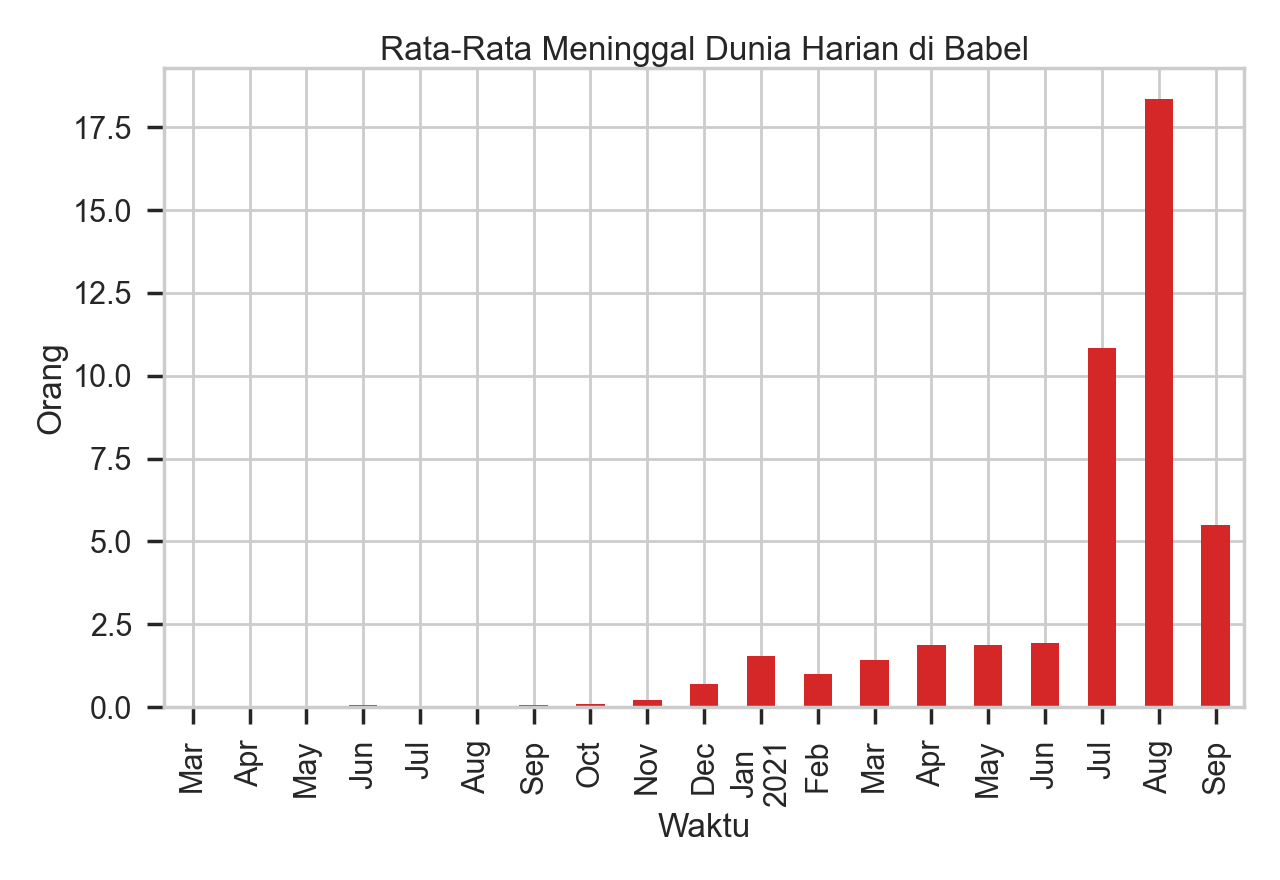 Rata-Rata Meninggal Dunia Harian di Babel
17.5
15.0
12.5
10.0
7.5
5.0
2.5
0.0
Orang
Mar
Apr
May
Jun
Jul
Aug
Sep
Oct
Nov
Dec
Jan
2021
Feb
Mar
Apr
May
Jun
Jul
Aug
Sep
Waktu